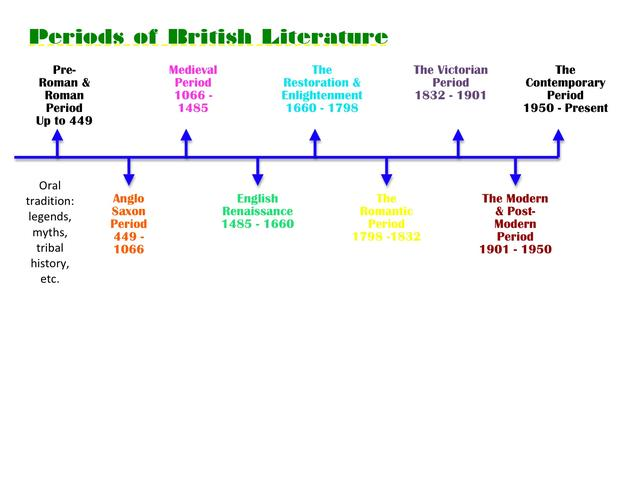 Periods of British Literature
Pre-
Roman &
Roman
Period
Up to 449
Medieval
Period
1066 -
1485
The
Restoration &
Enlightenment
1660 - 1798
The Victorian
Period
1832 - 1901
The
Contemporary
Period
1950 - Present
Oral
tradition:
legends,
myths,
tribal
history,
etc.
Anglo
Saxon
Period
449 -
1066
English
Renaissance
1485 - 1660
The
Romantic
Period
1798 -1832
The Modern
& Post-
Modern
Period
1901 - 1950